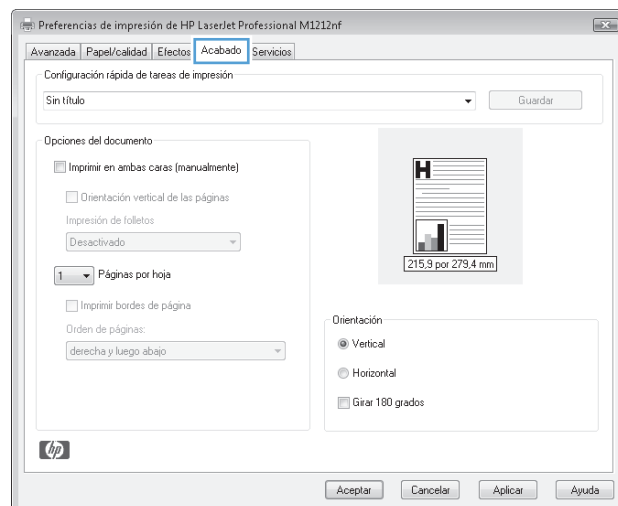 Preferencias de impresión de HP LaserJet Professional M1212nf
Avanzada Papel/calidad Efectos Acabado Servicios
Configuración rápida de tareas de impresión
Sin título Guardar
Opciones del documento
Imprimir en ambas caras (manualmente)
Orientación vertical de las páginas
Impresión de folletos
Desactivado
1 Páginas por hoja
Imprimir bordes de página
Orden de páginas:
derecha y luego abajo
H
215,9 por 279,4 mm
Orientación
Vertical
Horizontal
Girar 180 grados
hp
Aceptar Cancelar Aplicar Ayuda